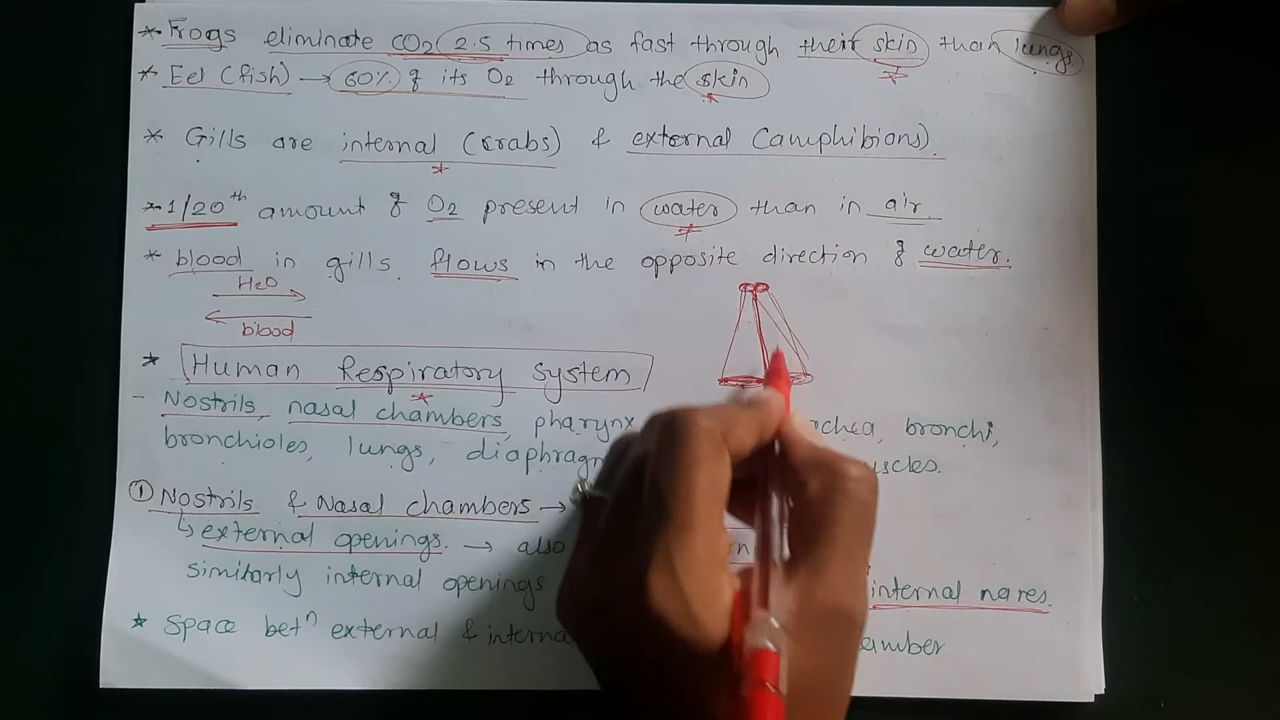 * Frogs eliminate CO2 2.5 times as fast through their skin than lungs
* Eel (fish) → 60% of its O2 through the skin
* Gills are internal (crabs) & external (amphibians).
* 1/20th amount of O2 present in water than in air
* blood in gills flows in the opposite direction of water.
H2O
blood
* Human Respiratory System
- Nostrils, nasal chambers, pharynx bronchi,
bronchioles, lungs,
① Nostrils & Nasal chambers →
↳ external openings. → also
similarly internal openings internal nares.
* Space betn external &